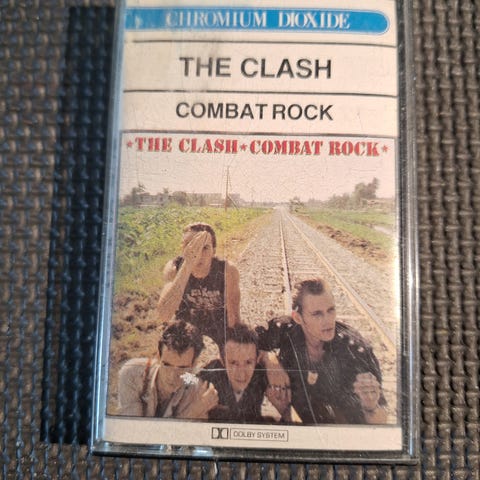 CHROMIUM DIOXIDE
THE CLASH
COMBAT ROCK
★THE CLASH★COMBAT ROCK★
DOLBY SYSTEM